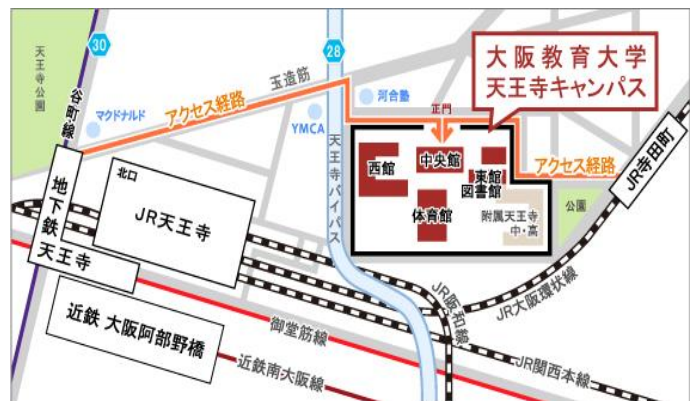 30
28
天王寺公園
谷町線
マクドナルド
アクセス経路
玉造筋
YMCA
河合塾
天王寺バイパス
大阪教育大学
天王寺キャンパス
正門
西館
中央館
東館
図書館
体育館
附属天王寺
中・高
アクセス経路
公園
JR寺田町
地下鉄
天王寺
北口
JR天王寺
近鉄 大阪阿部野橋
御堂筋線
近鉄南大阪線
JR阪和線
JR大阪環状線
JR関西本線